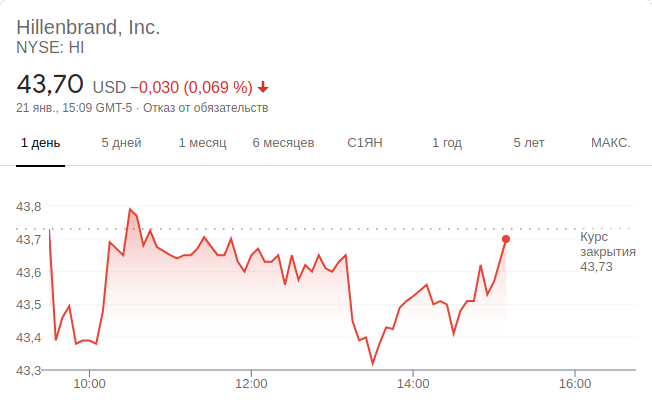 Hillenbrand, Inc.
NYSE: HI
43,70 USD −0,030 (0,069 %)
21 янв., 15:09 GMT-5 · Отказ от обязательств
1 день 5 дней 1 месяц 6 месяцев С1ЯН 1 год 5 лет МАКС.
43,8
43,7
43,6
43,5
43,4
43,3
Курс
закрытия
43,73
10:00 12:00 14:00 16:00